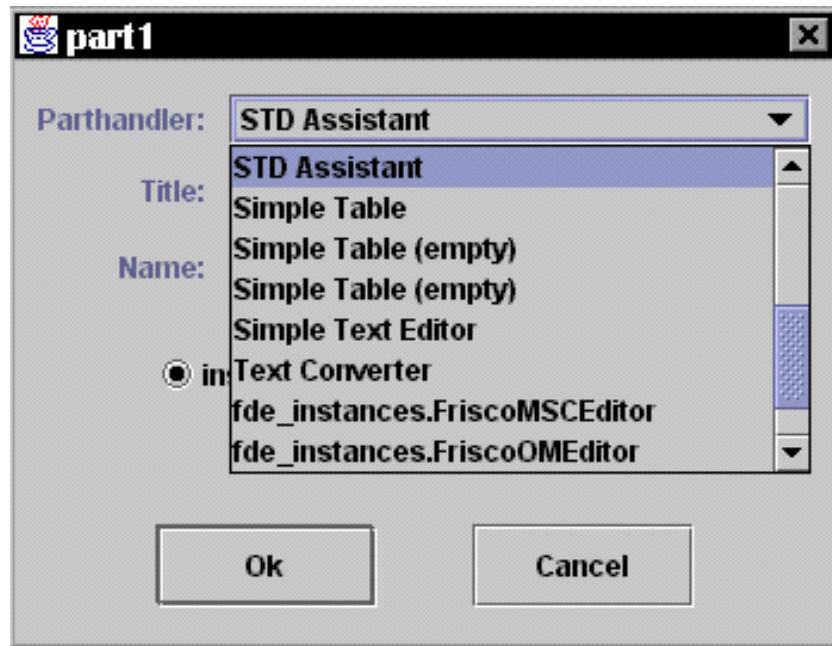 part1
Parthandler: STD Assistant
STD Assistant
Title:
Simple Table
Simple Table (empty)
Name:
Simple Table (empty)
Simple Text Editor
Text Converter
fde_instances.FriscoMSCEditor
fde_instances.FriscoOMEditor
Ok Cancel